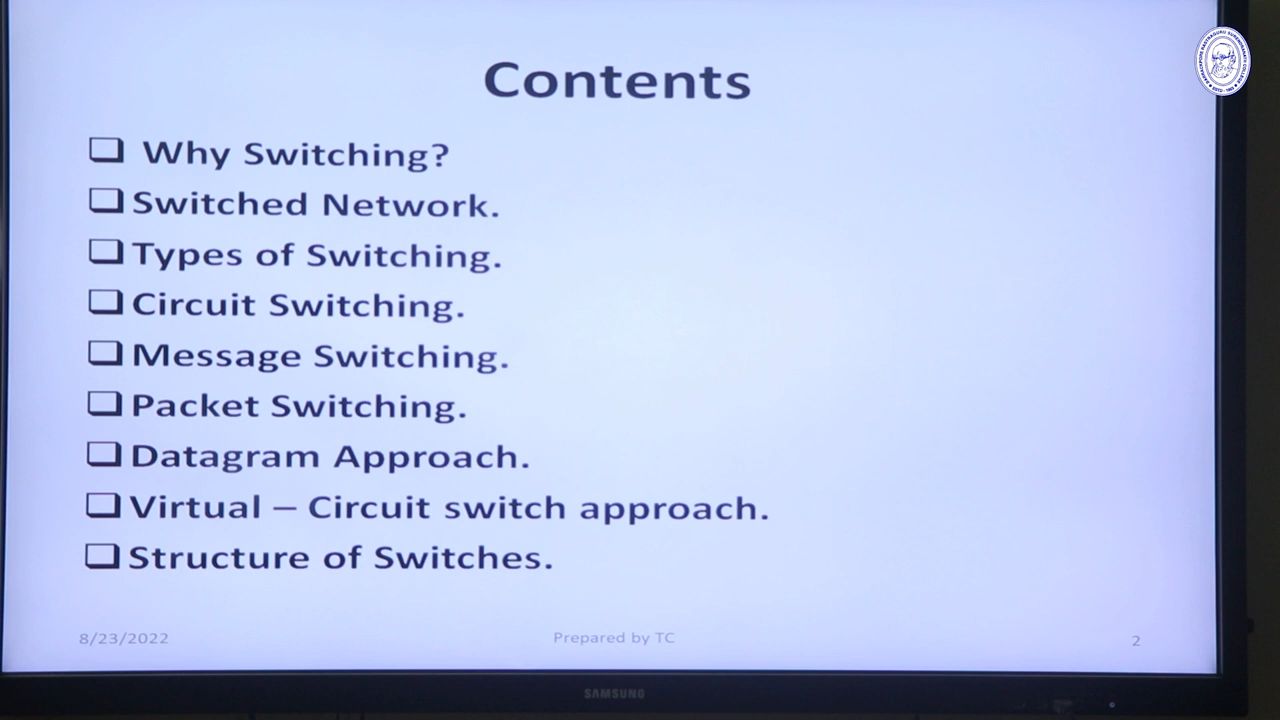 Contents
Why Switching?
Switched Network.
Types of Switching.
Circuit Switching.
Message Switching.
Packet Switching.
Datagram Approach.
Virtual – Circuit switch approach.
Structure of Switches.
8/23/2022 Prepared by TC 2
SAMSUNG